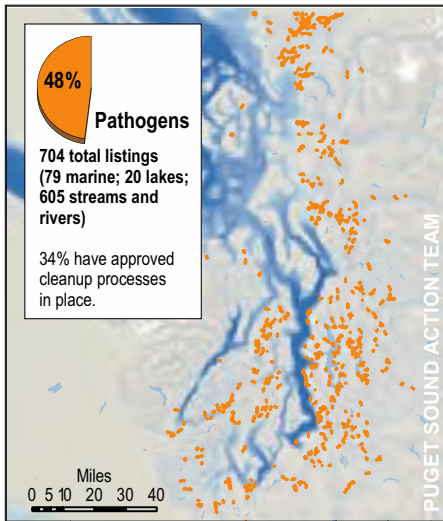 48%
Pathogens
704 total listings
(79 marine; 20 lakes;
605 streams and
rivers)
34% have approved
cleanup processes
in place.
Miles
0 5 10 20 30 40
PUGET SOUND ACTION TEAM